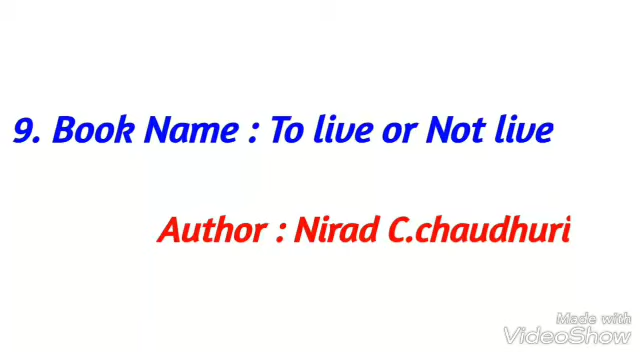 9. Book Name : To live or Not live
Author : Nirad C.chaudhuri
Made with
VideoShow